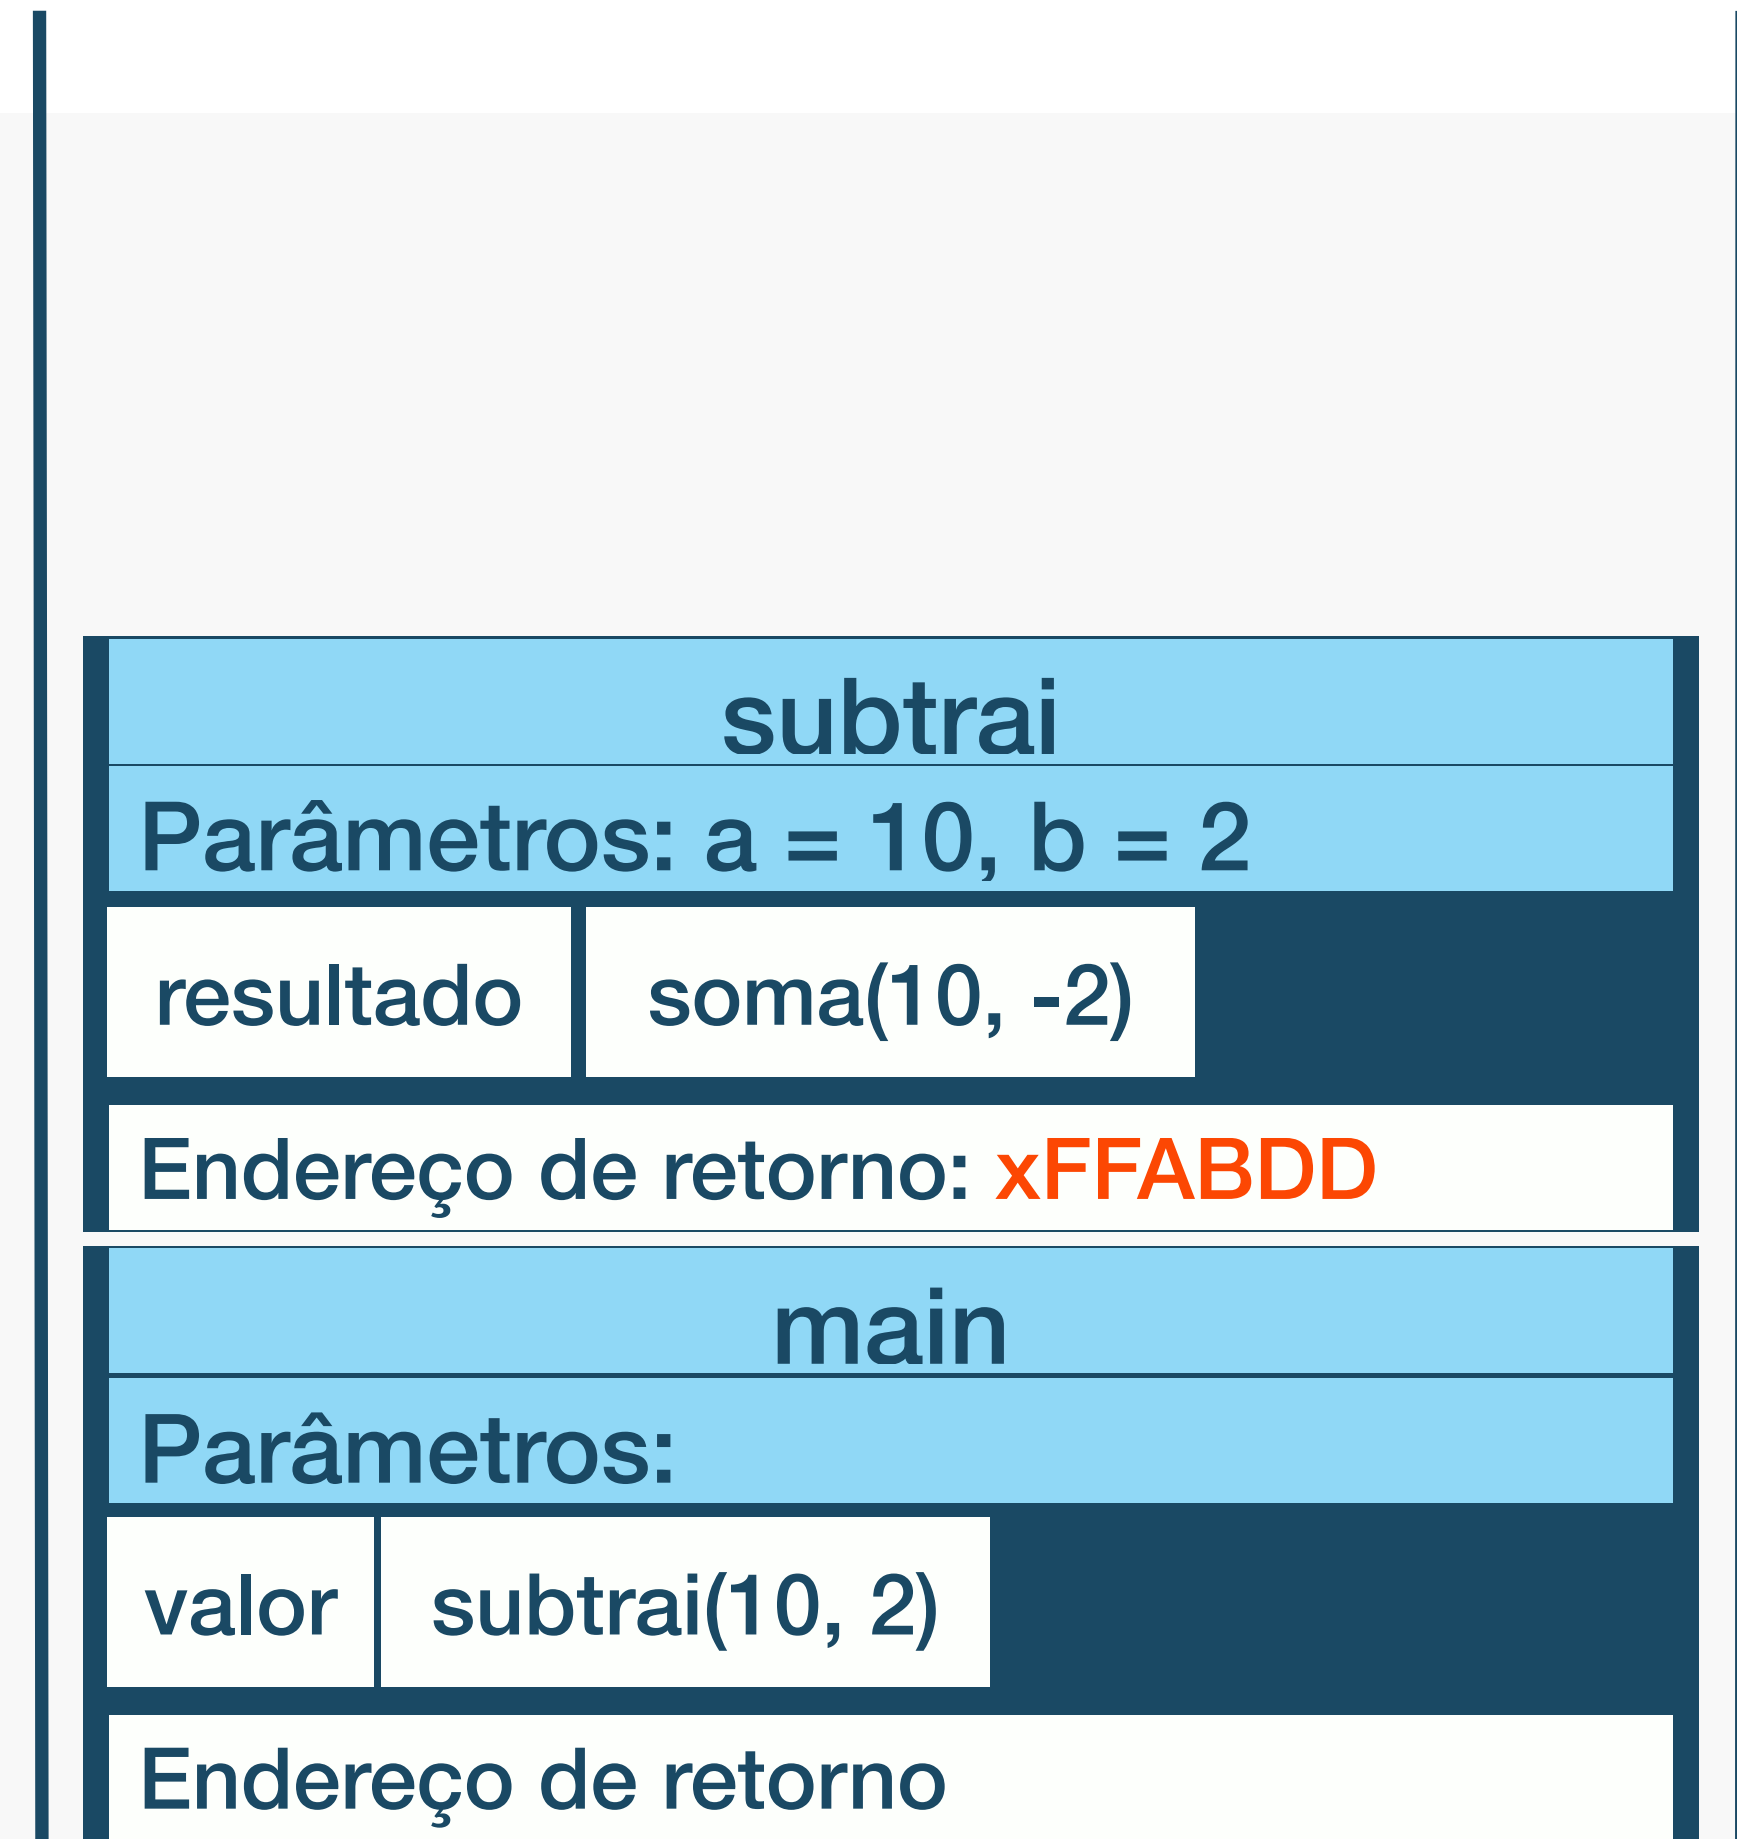 subtrai
Parâmetros: a = 10, b = 2
resultado soma(10, -2)
Endereço de retorno: xFFABDD
main
Parâmetros:
valor subtrai(10, 2)
Endereço de retorno